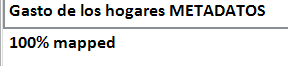 Gasto de los hogares METADATOS
100% mapped